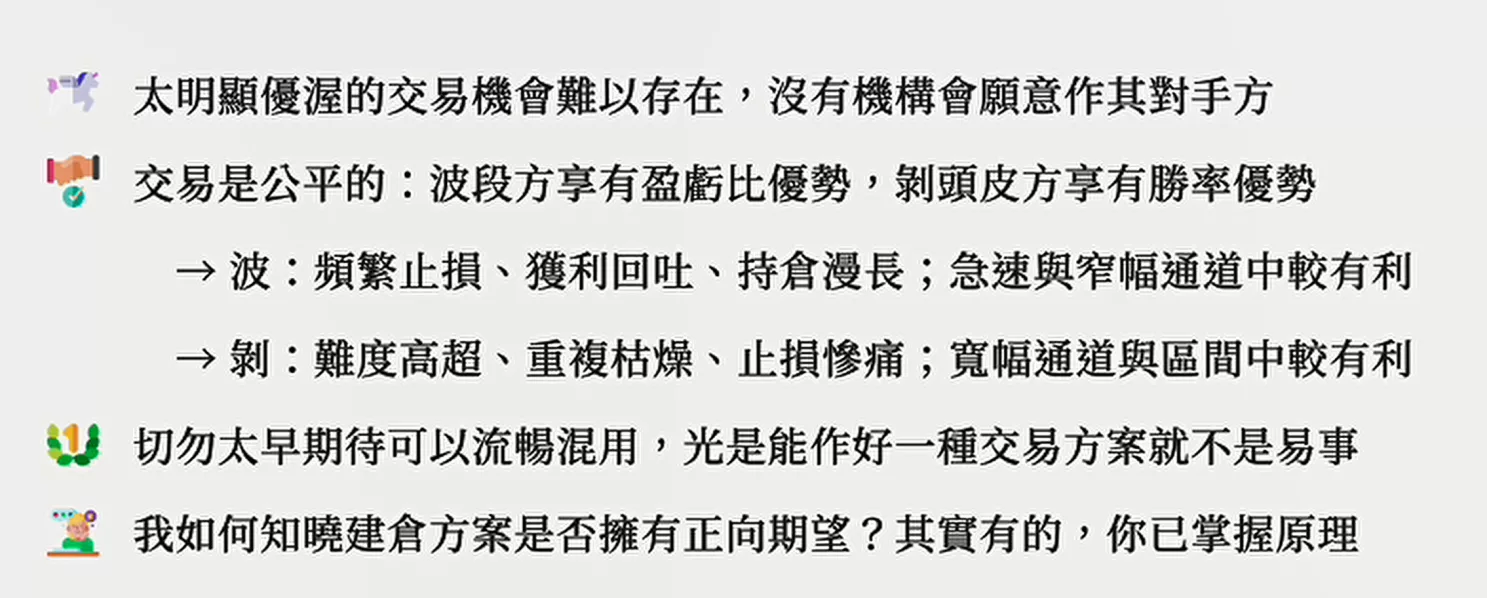 太明顯優渥的交易機會難以存在，沒有機構會願意作其對手方
交易是公平的：波段方享有盈虧比優勢，剝頭皮方享有勝率優勢
→ 波：頻繁止損、獲利回吐、持倉漫長；急速與窄幅通道中較有利
→ 剝：難度高超、重複枯燥、止損慘痛；寬幅通道與區間中較有利
切勿太早期待可以流暢混用，光是能作好一種交易方案就不是易事
我如何知曉建倉方案是否擁有正向期望？其實有的，你已掌握原理